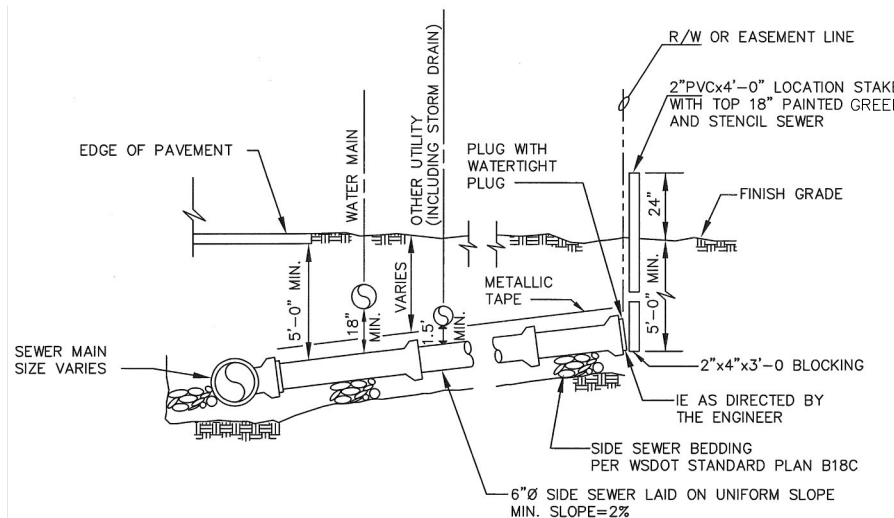 R/W OR EASEMENT LINE
2"PVCx4'-0" LOCATION STAKE
WITH TOP 18" PAINTED GREEN
AND STENCIL SEWER
EDGE OF PAVEMENT
WATER MAIN
OTHER UTILITY
(INCLUDING STORM DRAIN)
PLUG WITH
WATERTIGHT
PLUG
24"
FINISH GRADE
5'-0" MIN.
18"
MIN.
VARIES
1.5'
MIN.
METALLIC
TAPE
5'-0" MIN.
SEWER MAIN
SIZE VARIES
2"x4"x3'-0 BLOCKING
IE AS DIRECTED BY
THE ENGINEER
SIDE SEWER BEDDING
PER WSDOT STANDARD PLAN B18C
6"Ø SIDE SEWER LAID ON UNIFORM SLOPE
MIN. SLOPE=2%